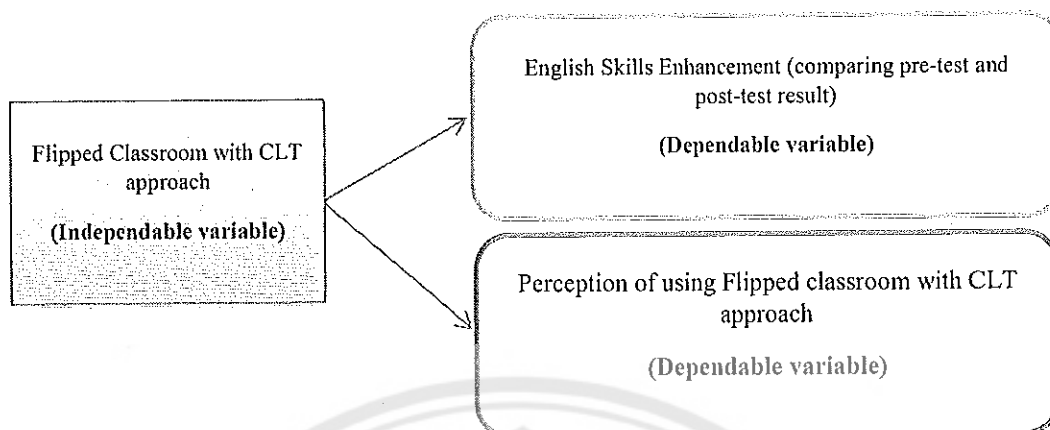 Flipped Classroom with CLT
approach
(Independable variable)
English Skills Enhancement (comparing pre-test and
post-test result)
(Dependable variable)
Perception of using Flipped classroom with CLT
approach
(Dependable variable)